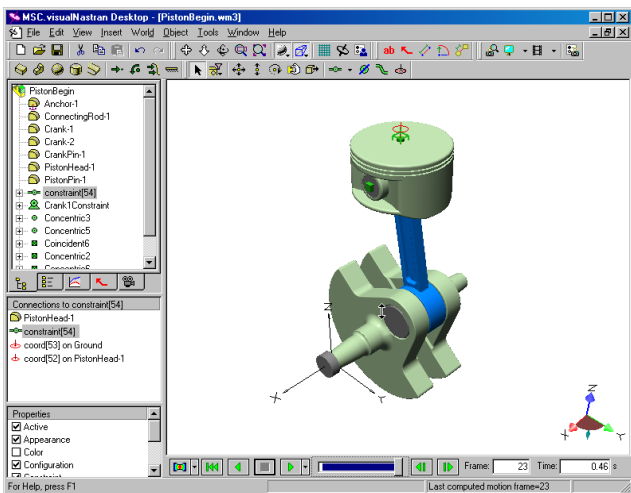 MSC.visualNastran Desktop - [PistonBegin.wm3]
File Edit View Insert World Object Tools Window Help
PistonBegin
Anchor-1
ConnectingRod-1
Crank-1
Crank-2
CrankPin-1
PistonHead-1
PistonPin-1
constraint[54]
Crank1Constraint
Concentric3
Concentric5
Coincident6
Concentric2
Concentric6
Connections to constraint[54]
PistonHead-1
constraint[54]
coord[53] on Ground
coord[52] on PistonHead-1
Properties
Active
Appearance
Color
Configuration
Constraint
Z
X
Y
Z
X
Y
Frame: 23 Time: 0.46 s
For Help, press F1
Last computed motion frame=23